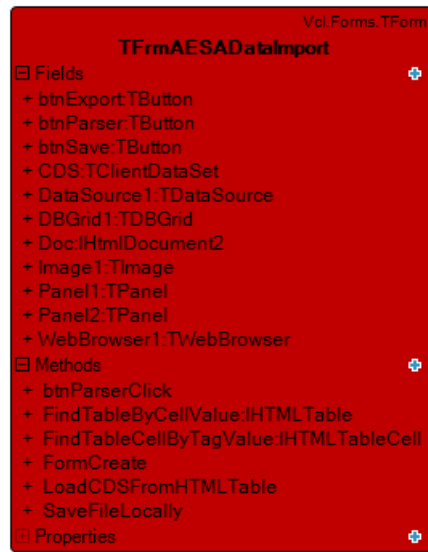 Vcl.Forms.TForm
TFrmAESADataImport
Fields
+ btnExport:TButton
+ btnParser:TButton
+ btnSave:TButton
+ CDS:TClientDataSet
+ DataSource1:TDataSource
+ DBGrid1:TDBGrid
+ Doc:IHtmlDocument2
+ Image1:TImage
+ Panel1:TPanel
+ Panel2:TPanel
+ WebBrowser1:TWebBrowser
Methods
+ btnParserClick
+ FindTableByCellValue:IHTMLTable
+ FindTableCellByTagValue:IHTMLTableCell
+ FormCreate
+ LoadCDSFromHTMLTable
+ SaveFileLocally
Properties